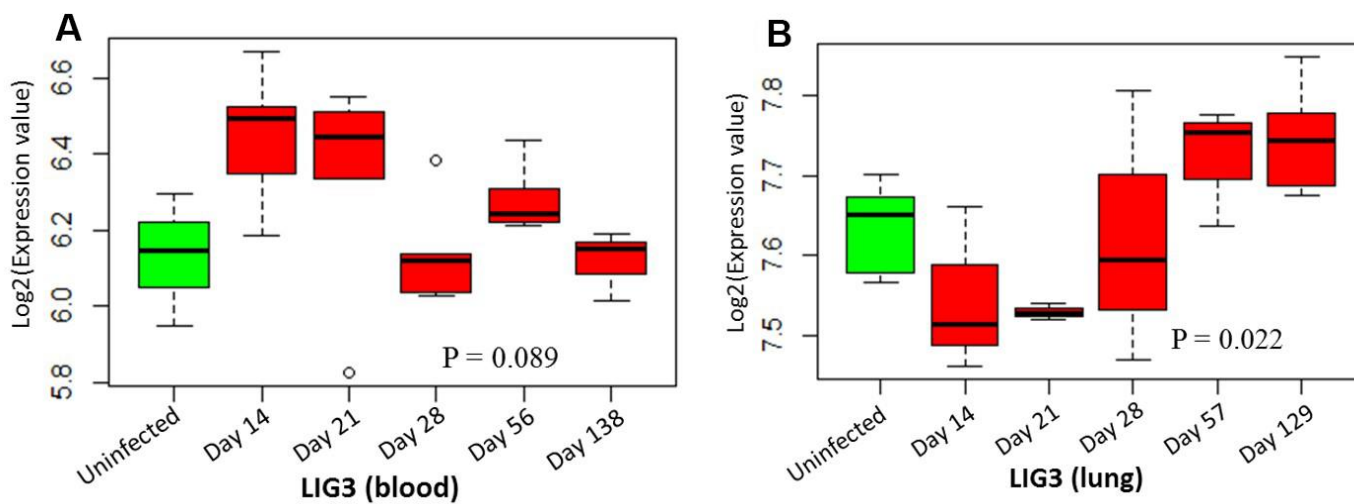 A
Log2(Expression value)
6.6
6.4
6.2
6.0
5.8
P = 0.089
Uninfected
Day 14
Day 21
Day 28
Day 56
Day 138
LIG3 (blood)
B
Log2(Expression value)
7.8
7.7
7.6
7.5
P = 0.022
Uninfected
Day 14
Day 21
Day 28
Day 57
Day 129
LIG3 (lung)